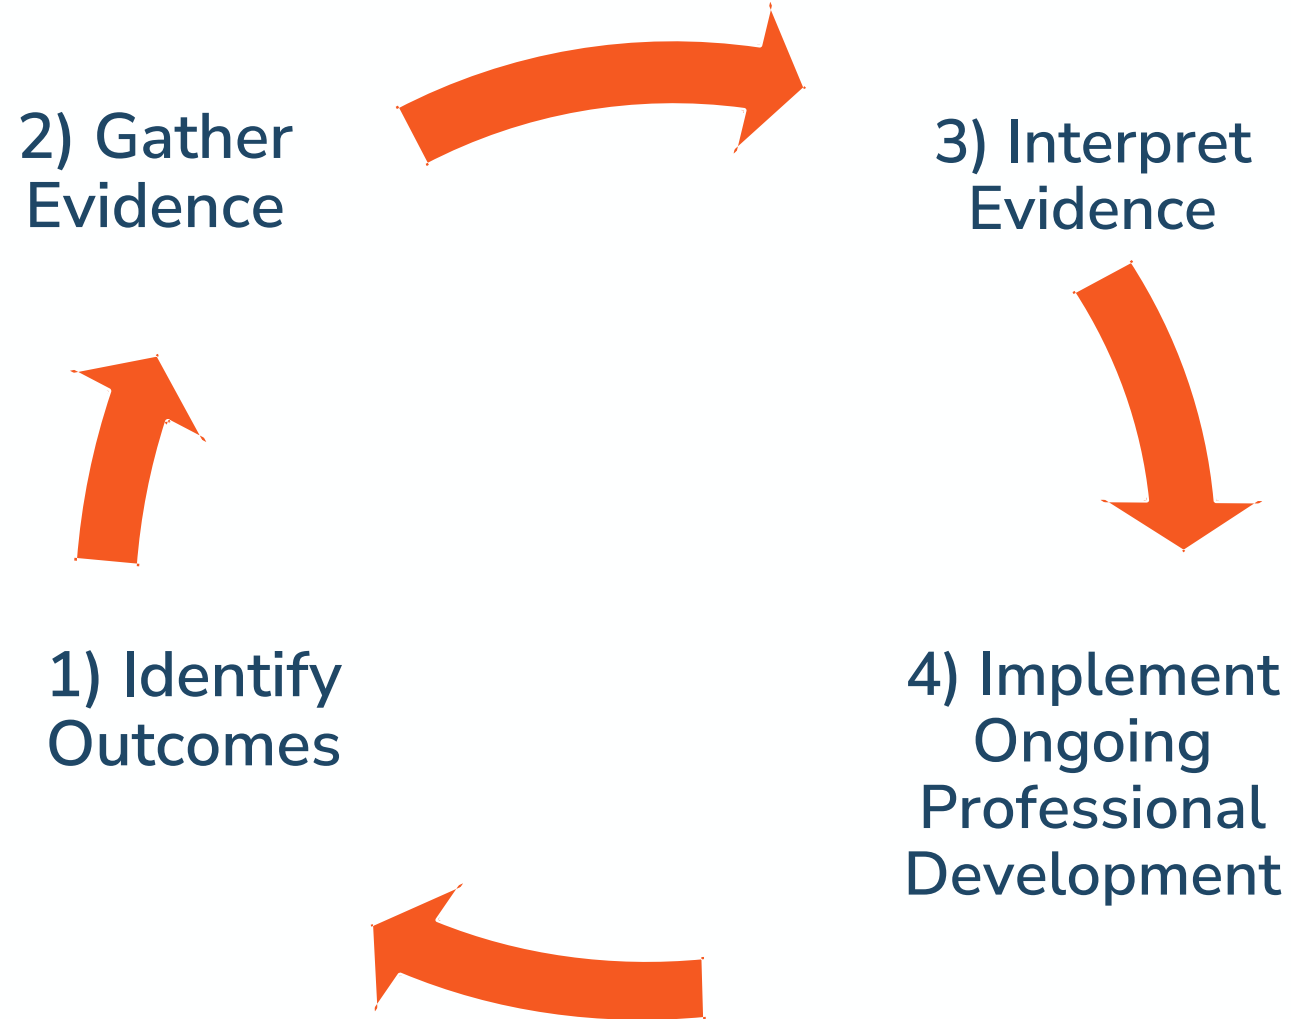 2) Gather
Evidence
3) Interpret
Evidence
1) Identify
Outcomes
4) Implement
Ongoing
Professional
Development